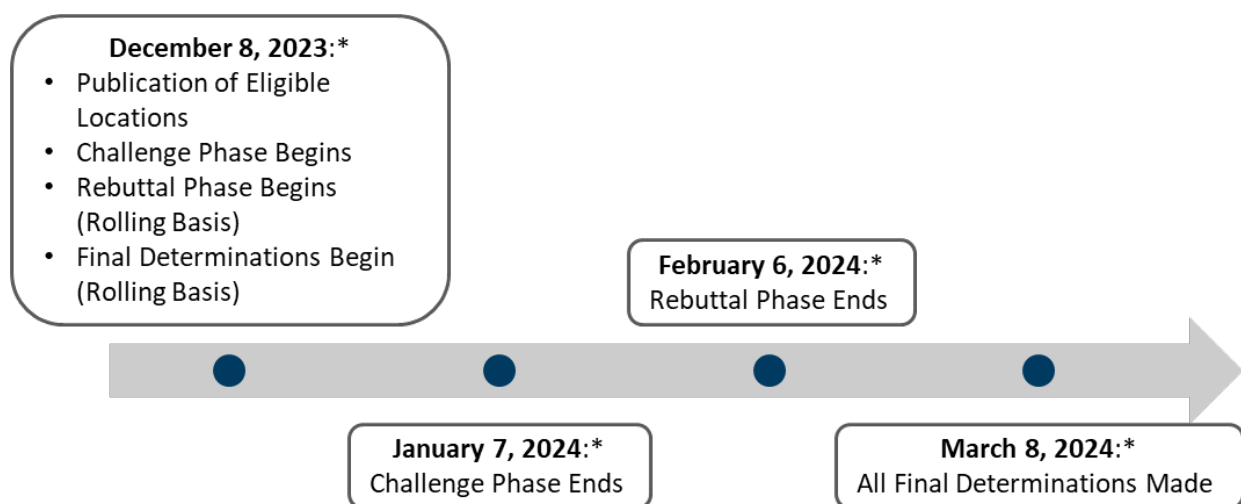 December 8, 2023:*
• Publication of Eligible
Locations
• Challenge Phase Begins
• Rebuttal Phase Begins
(Rolling Basis)
• Final Determinations Begin
(Rolling Basis)
January 7, 2024:*
Challenge Phase Ends
February 6, 2024:*
Rebuttal Phase Ends
March 8, 2024:*
All Final Determinations Made